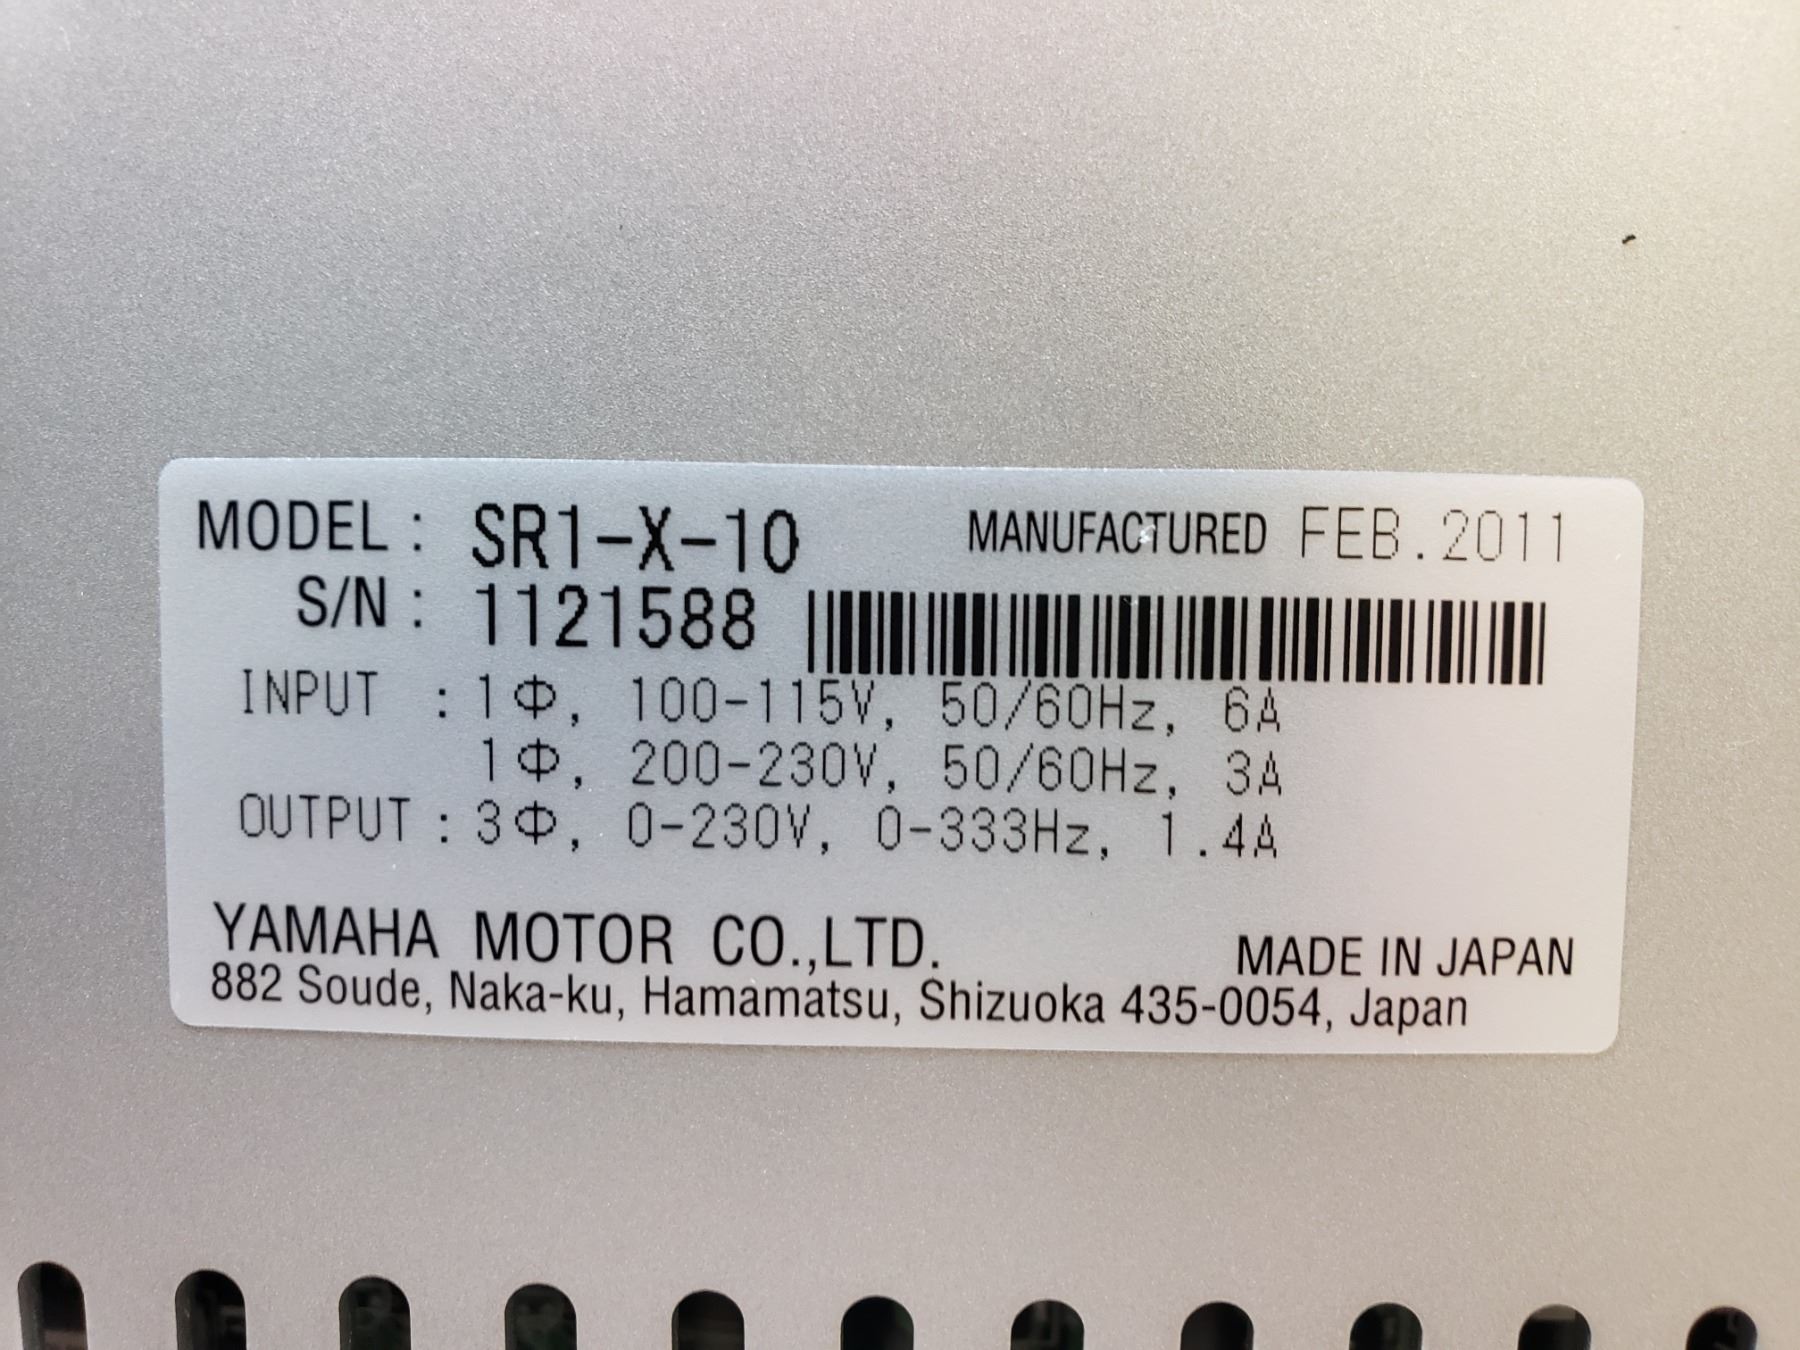 MODEL : SR1-X-10 MANUFACTURED FEB.2011
S/N : 1121588
INPUT : 1Φ, 100-115V, 50/60Hz, 6A
1Φ, 200-230V, 50/60Hz, 3A
OUTPUT : 3Φ, 0-230V, 0-333Hz, 1.4A
YAMAHA MOTOR CO.,LTD. MADE IN JAPAN
882 Soude, Naka-ku, Hamamatsu, Shizuoka 435-0054, Japan